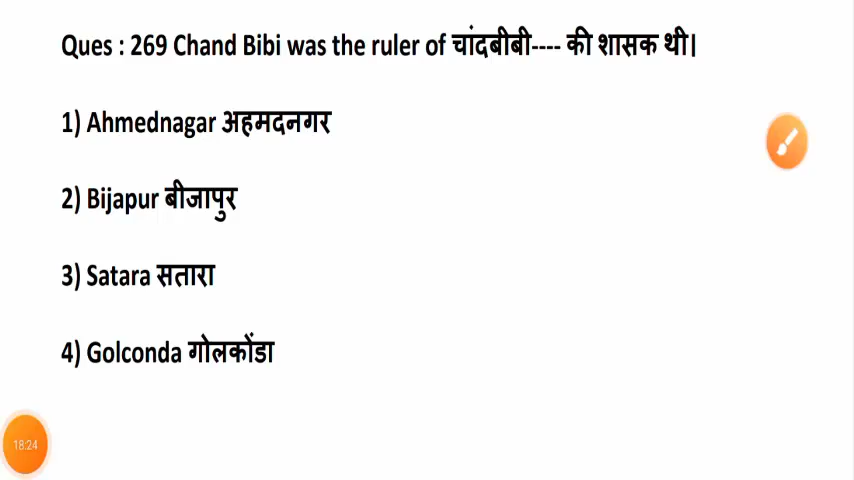 Ques : 269 Chand Bibi was the ruler of चांदबीबी---- की शासक थी।
1) Ahmednagar अहमदनगर
2) Bijapur बीजापुर
3) Satara सतारा
4) Golconda गोलकोंडा
18:24